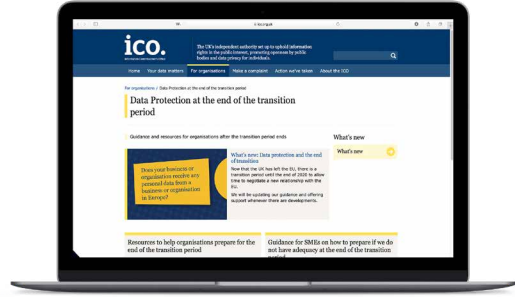 ico.
The UK's independent authority set up to uphold information
rights in the public interest, promoting openness by public
bodies and data privacy for individuals.
Home Your data matters For organisations Make a complaint Action we've taken About the ICO
For organisations / Data Protection at the end of the transition period
Data Protection at the end of the transition
period
Guidance and resources for organisations after the transition period ends
What's new
What's new
Does your business or
organisation receive any
personal data from a
business or organisation
in Europe?
What's new: Data protection and the end
of transition
Now that the UK has left the EU, there is a
transition period until the end of 2020 to allow
time to negotiate a new relationship with the
EU.
We will be updating our guidance and offering
support whenever there are developments.
Resources to help organisations prepare for the
end of the transition period
Guidance for SMEs on how to prepare if we do
not have adequacy at the end of the transition
period